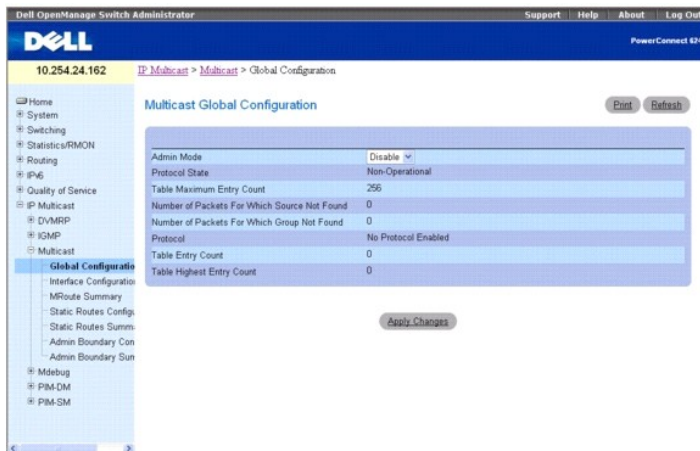 Dell OpenManage Switch Administrator
Support Help About Log Out
DELL
PowerConnect 624
10.254.24.162
IP Multicast > Multicast > Global Configuration
Home
System
Switching
Statistics/RMON
Routing
IPv6
Quality of Service
IP Multicast
DVMRP
IGMP
Multicast
Global Configuratio
Interface Configuration
MRoute Summary
Static Routes Configu
Static Routes Summ
Admin Boundary Con
Admin Boundary Sum
Mdebug
PIM-DM
PIM-SM
Multicast Global Configuration
Print Refresh
Admin Mode Disable
Protocol State Non-Operational
Table Maximum Entry Count 256
Number of Packets For Which Source Not Found 0
Number of Packets For Which Group Not Found 0
Protocol No Protocol Enabled
Table Entry Count 0
Table Highest Entry Count 0
Apply Changes